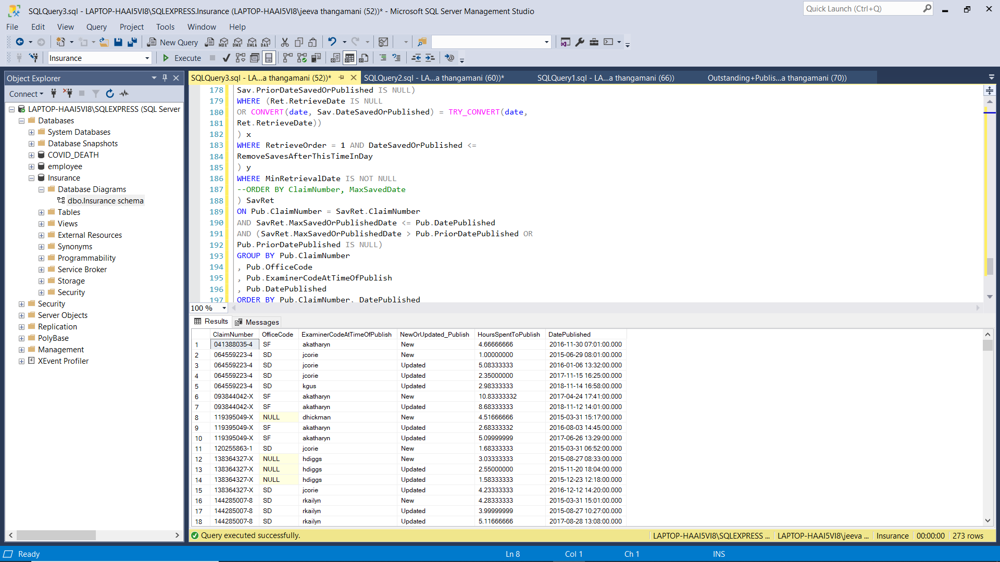 SQLQuery3.sql - LAPTOP-HAAI5VI8\SQLEXPRESS.Insurance (LAPTOP-HAAI5VI8\jeeva thangamani (52))* - Microsoft SQL Server Management Studio
Quick Launch (Ctrl+Q)
File Edit View Query Project Tools Window Help
New Query MDX DMX XMLA DAX
Insurance Execute
Object Explorer
SQLQuery3.sql - LA...a thangamani (52))* SQLQuery2.sql - LA...a thangamani (60))* SQLQuery1.sql - LA...a thangamani (66)) Outstanding+Publis...a thangamani (70))
Connect
LAPTOP-HAAI5VI8\SQLEXPRESS (SQL Server
Databases
System Databases
Database Snapshots
COVID_DEATH
employee
Insurance
Database Diagrams
dbo.Insurance schema
Tables
Views
External Resources
Synonyms
Programmability
Service Broker
Storage
Security
Security
Server Objects
Replication
PolyBase
Management
XEvent Profiler
178 Sav.PriorDateSavedOrPublished IS NULL)
179 WHERE (Ret.RetrieveDate IS NULL
180 OR CONVERT(date, Sav.DateSavedOrPublished) = TRY_CONVERT(date,
181 Ret.RetrieveDate))
182 ) x
183 WHERE RetrieveOrder = 1 AND DateSavedOrPublished <=
184 RemoveSavesAfterThisTimeInDay
185 ) y
186 WHERE MinRetrievalDate IS NOT NULL
187 --ORDER BY ClaimNumber, MaxSavedDate
188 ) SavRet
189 ON Pub.ClaimNumber = SavRet.ClaimNumber
190 AND SavRet.MaxSavedOrPublishedDate <= Pub.DatePublished
191 AND (SavRet.MaxSavedOrPublishedDate > Pub.PriorDatePublished OR
192 Pub.PriorDatePublished IS NULL)
193 GROUP BY Pub.ClaimNumber
194 , Pub.OfficeCode
195 , Pub.ExaminerCodeAtTimeOfPublish
196 , Pub.DatePublished
197 ORDER BY Pub.ClaimNumber, DatePublished
100 %
Results Messages
ClaimNumber OfficeCode ExaminerCodeAtTimeOfPublish NewOrUpdated_Publish HoursSpentToPublish DatePublished
1 041388035-4 SF akatharyn New 4.66666666 2016-11-30 07:01:00.000
2 064559223-4 SD jcorie New 1.00000000 2015-06-29 08:01:00.000
3 064559223-4 SD jcorie Updated 5.08333333 2016-01-06 13:32:00.000
4 064559223-4 SD jcorie Updated 2.35000000 2017-11-15 16:25:00.000
5 064559223-4 SD kgus Updated 2.98333333 2018-11-14 16:58:00.000
6 093844042-X SF akatharyn New 10.83333332 2017-04-24 17:41:00.000
7 093844042-X SF akatharyn Updated 8.68333333 2018-11-12 14:01:00.000
8 119395049-X NULL dhickman New 4.51666666 2015-03-31 15:17:00.000
9 119395049-X SF akatharyn Updated 2.68333332 2016-08-03 14:45:00.000
10 119395049-X SF akatharyn Updated 5.09999999 2017-06-26 13:29:00.000
11 120255863-1 SD jcorie New 1.68333333 2015-03-31 06:52:00.000
12 138364327-X NULL hdiggs New 3.03333333 2015-08-27 08:33:00.000
13 138364327-X NULL hdiggs Updated 2.55000000 2015-11-20 18:04:00.000
14 138364327-X NULL hdiggs Updated 1.58333333 2015-12-23 12:18:00.000
15 138364327-X SD jcorie Updated 4.23333333 2016-12-12 14:20:00.000
16 144285007-8 SD rkailyn New 4.28333333 2015-03-31 15:01:00.000
17 144285007-8 SD rkailyn Updated 3.99999999 2015-08-27 10:27:00.000
18 144285007-8 SD rkailyn Updated 5.11666666 2017-08-28 13:08:00.000
Query executed successfully. LAPTOP-HAAI5VI8\SQLEXPRESS ... LAPTOP-HAAI5VI8\jeeva ... Insurance 00:00:00 273 rows
Ready Ln 8 Col 1 Ch 1 INS